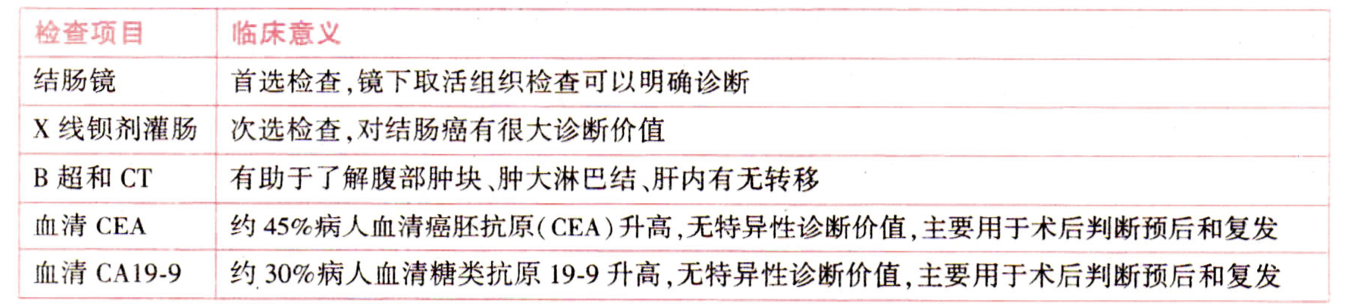 检查项目 临床意义
结肠镜 首选检查,镜下取活组织检查可以明确诊断
X 线钡剂灌肠 次选检查,对结肠癌有很大诊断价值
B 超和 CT 有助于了解腹部肿块、肿大淋巴结、肝内有无转移
血清 CEA 约 45%病人血清癌胚抗原(CEA)升高,无特异性诊断价值,主要用于术后判断预后和复发
血清 CA19-9 约 30%病人血清糖类抗原 19-9 升高,无特异性诊断价值,主要用于术后判断预后和复发